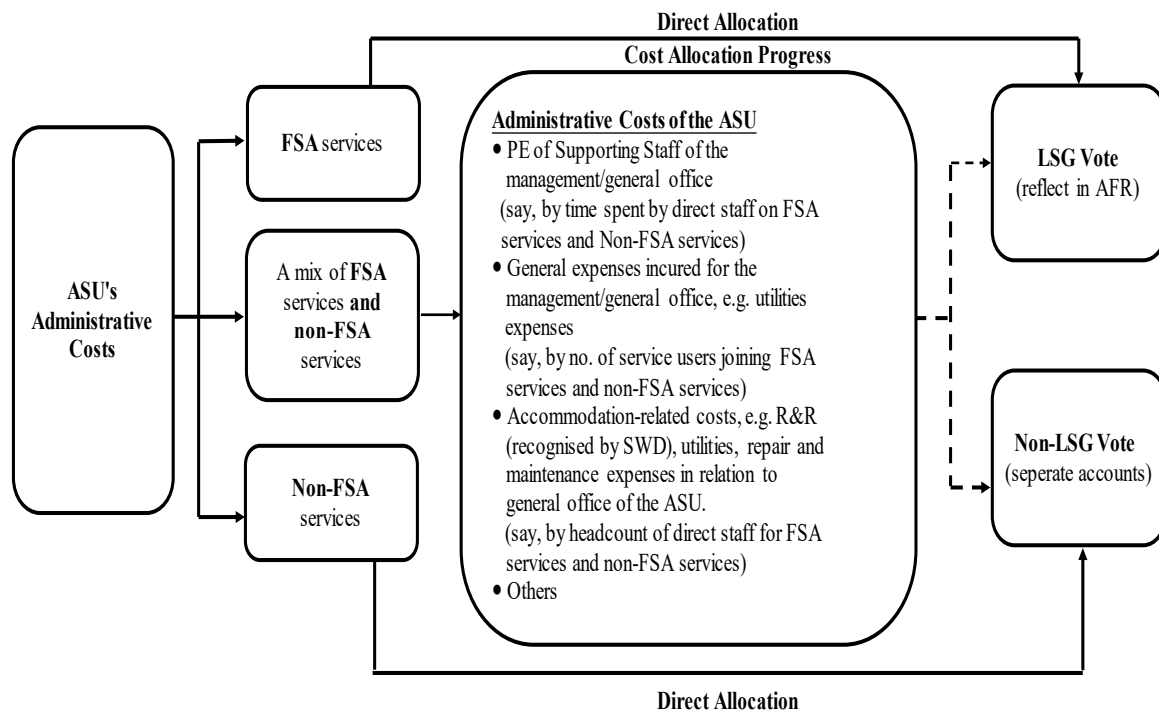 Direct Allocation
Cost Allocation Progress
ASU's
Administrative
Costs
FSA services
A mix of FSA
services and
non-FSA
services
Non-FSA
services
Administrative Costs of the ASU
• PE of Supporting Staff of the
management/general office
(say, by time spent by direct staff on FSA
services and Non-FSA services)
• General expenses incured for the
management/general office, e.g. utilities
expenses
(say, by no. of service users joining FSA
services and non-FSA services)
• Accommodation-related costs, e.g. R&R
(recognised by SWD), utilities, repair and
maintenance expenses in relation to
general office of the ASU.
(say, by headcount of direct staff for FSA
services and non-FSA services)
• Others
LSG Vote
(reflect in AFR)
Non-LSG Vote
(seperate accounts)
Direct Allocation